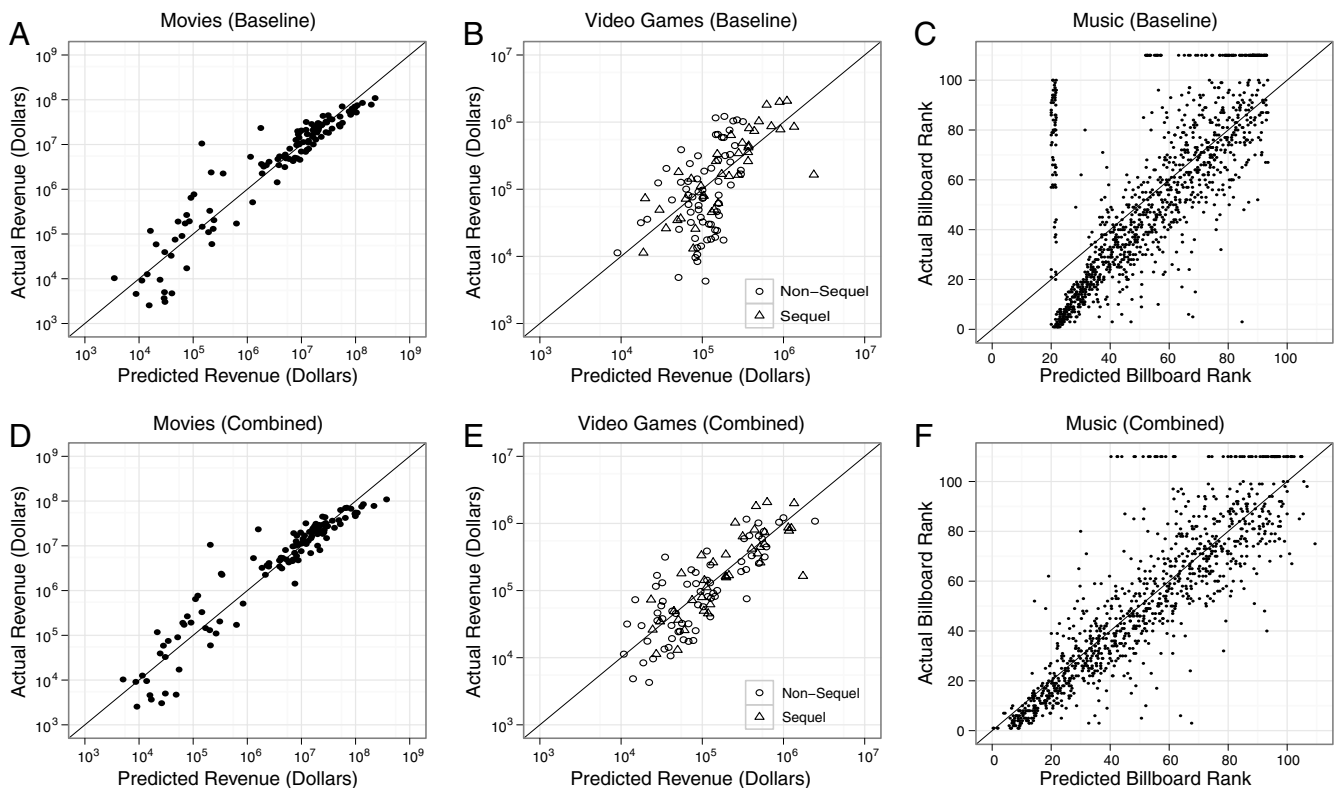 A
Movies (Baseline)
Actual Revenue (Dollars)
10⁹
10⁸
10⁷
10⁶
10⁵
10⁴
10³
10³ 10⁴ 10⁵ 10⁶ 10⁷ 10⁸ 10⁹
Predicted Revenue (Dollars)
B
Video Games (Baseline)
Actual Revenue (Dollars)
10⁷
10⁶
10⁵
10⁴
10³
Non−Sequel
Sequel
10³ 10⁴ 10⁵ 10⁶ 10⁷
Predicted Revenue (Dollars)
C
Music (Baseline)
Actual Billboard Rank
100
80
60
40
20
0
0 20 40 60 80 100
Predicted Billboard Rank
D
Movies (Combined)
Actual Revenue (Dollars)
10⁹
10⁸
10⁷
10⁶
10⁵
10⁴
10³
10³ 10⁴ 10⁵ 10⁶ 10⁷ 10⁸ 10⁹
Predicted Revenue (Dollars)
E
Video Games (Combined)
Actual Revenue (Dollars)
10⁷
10⁶
10⁵
10⁴
10³
Non−Sequel
Sequel
10³ 10⁴ 10⁵ 10⁶ 10⁷
Predicted Revenue (Dollars)
F
Music (Combined)
Actual Billboard Rank
100
80
60
40
20
0
0 20 40 60 80 100
Predicted Billboard Rank